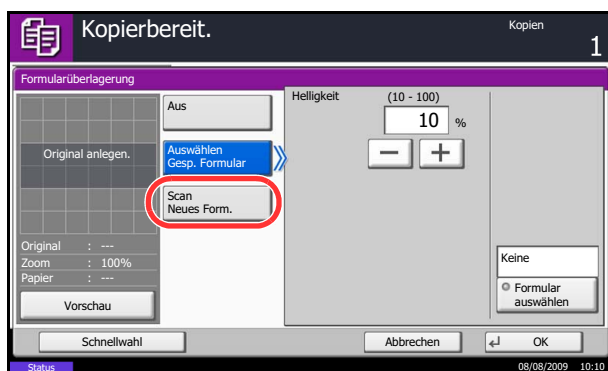 Kopierbereit.
Kopien
1
Formularüberlagerung
Original anlegen.
Original : ---
Zoom : 100%
Papier : ---
Vorschau
Aus
Auswählen
Gesp. Formular
Scan
Neues Form.
Helligkeit
(10 - 100)
10 %
Keine
Formular
auswählen
Schnellwahl
Abbrechen
OK
Status
08/08/2009 10:10